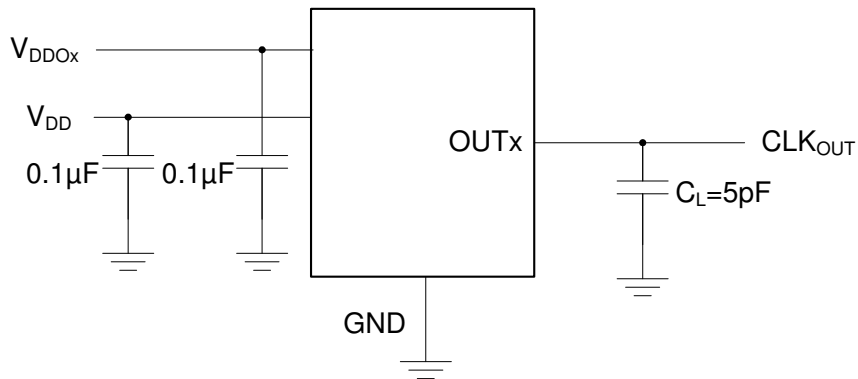 V_DDOx
V_DD
OUTx
CLK_OUT
0.1µF
0.1µF
C_L=5pF
GND